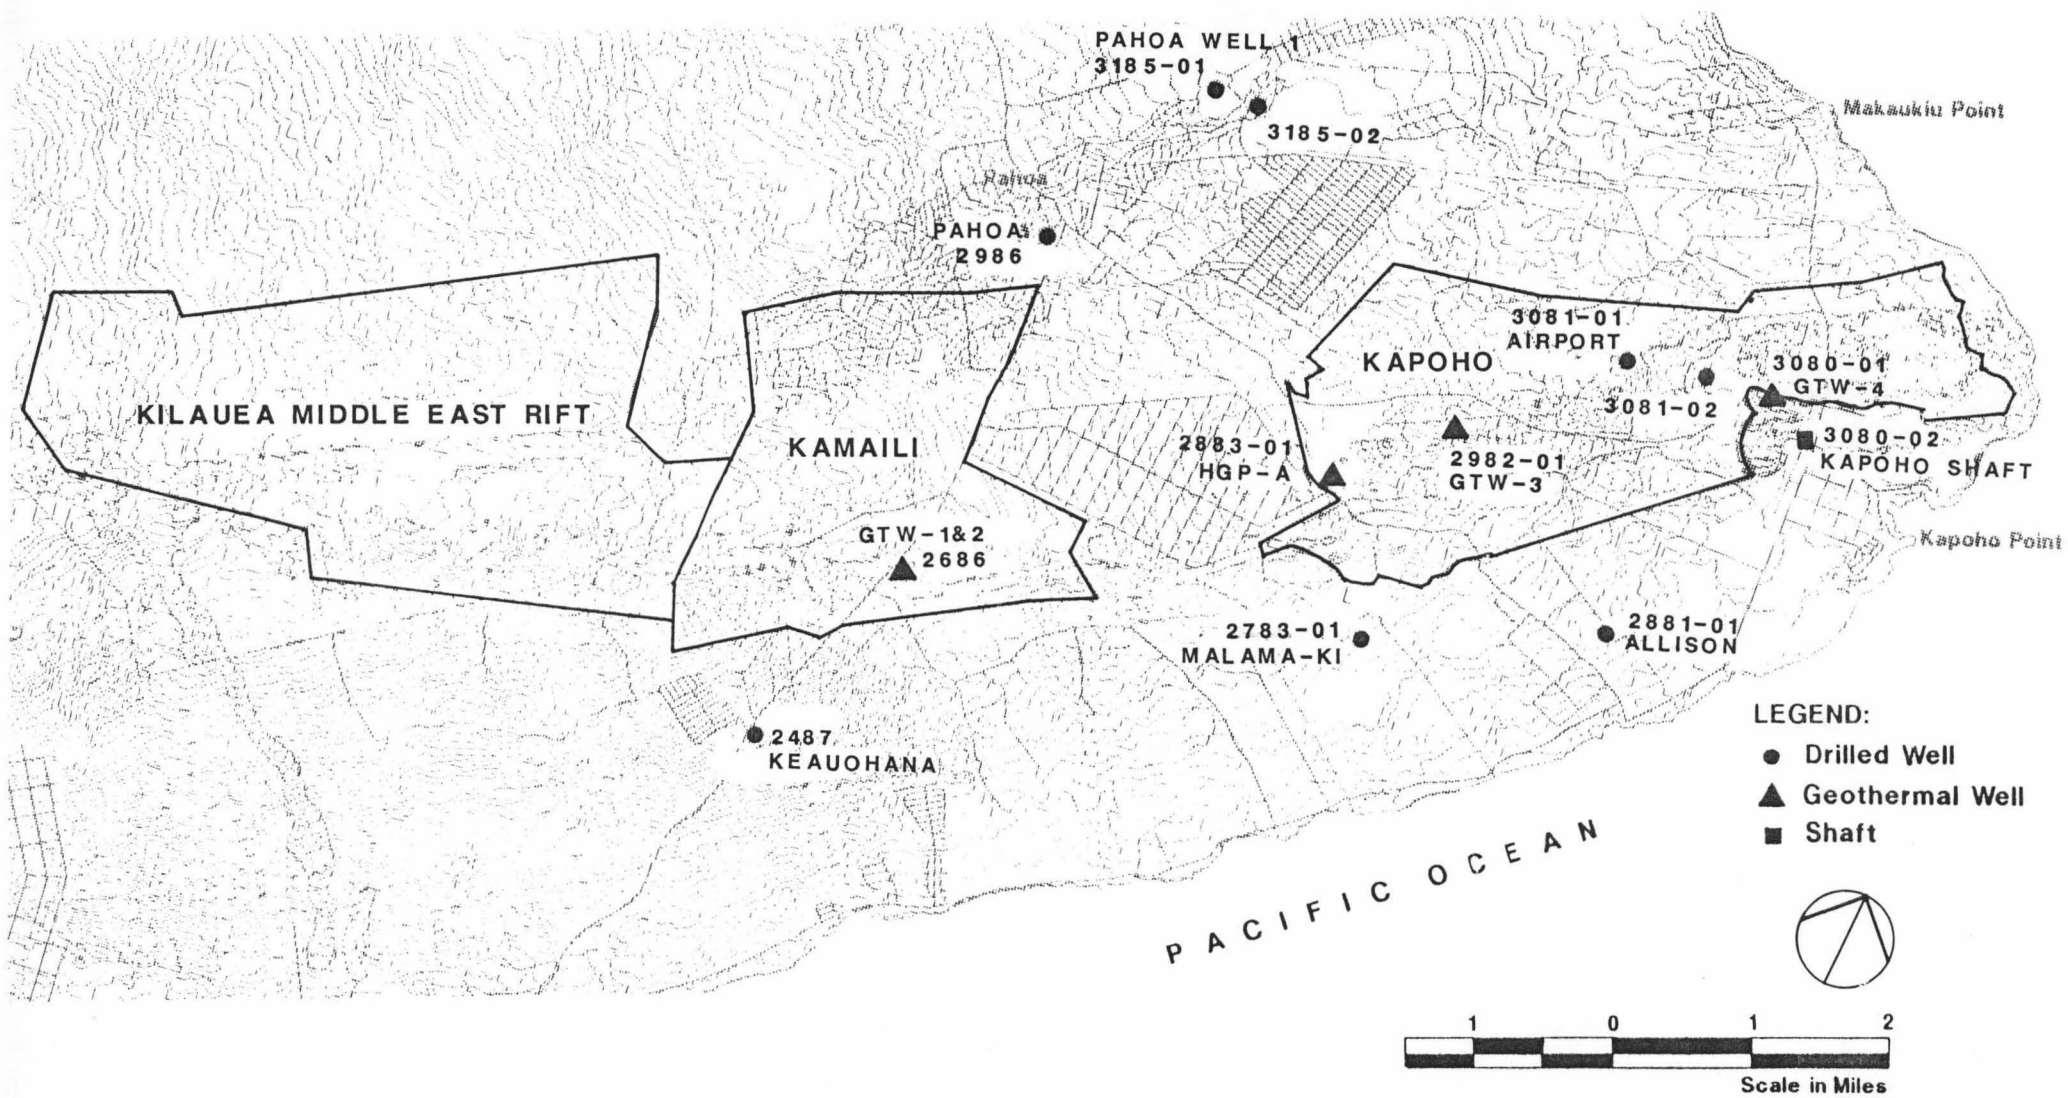 PAHOA WELL 1
3185-01
3185-02
Makaukiu Point
Pahoa
PAHOA
2986
3081-01
AIRPORT
KAPOHO
3080-01
GTW-4
3081-02
KILAUEA MIDDLE EAST RIFT
KAMAILI
2883-01
HGP-A
2982-01
GTW-3
3080-02
KAPOHO SHAFT
GTW-1&2
2686
Kapoho Point
2783-01
MALAMA-KI
2881-01
ALLISON
2487
KEAUOHANA
PACIFIC OCEAN
LEGEND:
Drilled Well
Geothermal Well
Shaft
1 0 1 2
Scale in Miles